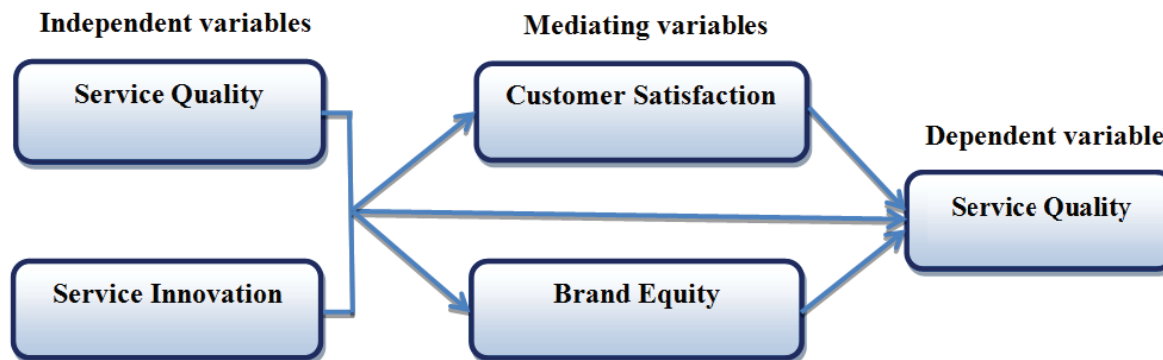 Independent variables
Service Quality
Service Innovation
Mediating variables
Customer Satisfaction
Brand Equity
Dependent variable
Service Quality